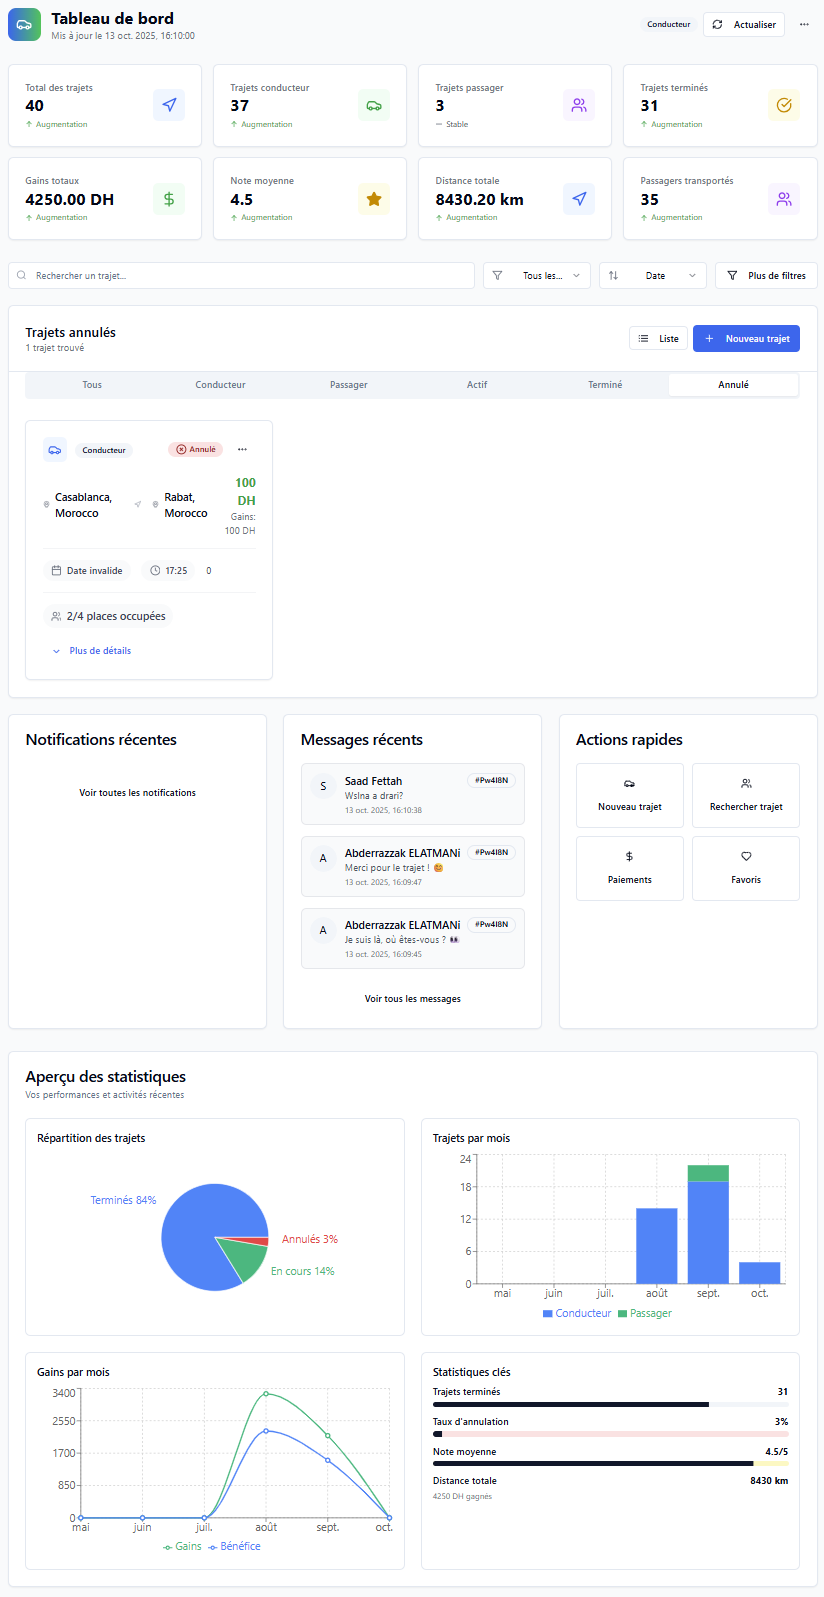 Tableau de bord
Mis à jour le 13 oct. 2025, 16:10:00
Conducteur
Actualiser
Total des trajets
40
Augmentation
Trajets conducteur
37
Augmentation
Trajets passager
3
Stable
Trajets terminés
31
Augmentation
Gains totaux
4250.00 DH
Augmentation
Note moyenne
4.5
Augmentation
Distance totale
8430.20 km
Augmentation
Passagers transportés
35
Augmentation
Rechercher un trajet...
Tous les...
Date
Plus de filtres
Trajets annulés
1 trajet trouvé
Liste
Nouveau trajet
Tous
Conducteur
Passager
Actif
Terminé
Annulé
Conducteur
Annulé
Casablanca,
Morocco
Rabat,
Morocco
100
DH
Gains:
100 DH
Date invalide
17:25
0
2/4 places occupées
Plus de détails
Notifications récentes
Voir toutes les notifications
Messages récents
S
Saad Fettah
#Pw4I8N
Wslna a drari?
13 oct. 2025, 16:10:38
A
Abderrazzak ELATMANi
#Pw4I8N
Merci pour le trajet ! 😊
13 oct. 2025, 16:09:47
A
Abderrazzak ELATMANi
#Pw4I8N
Je suis là, où êtes-vous ? 👀
13 oct. 2025, 16:09:45
Voir tous les messages
Actions rapides
Nouveau trajet
Rechercher trajet
Paiements
Favoris
Aperçu des statistiques
Vos performances et activités récentes
Répartition des trajets
Terminés 84%
Annulés 3%
En cours 14%
Trajets par mois
24
18
12
6
0
mai juin juil. août sept. oct.
Conducteur Passager
Gains par mois
3400
2550
1700
850
0
mai juin juil. août sept. oct.
Gains Bénéfice
Statistiques clés
Trajets terminés 31
Taux d'annulation 3%
Note moyenne 4.5/5
Distance totale 8430 km
4250 DH gagnés